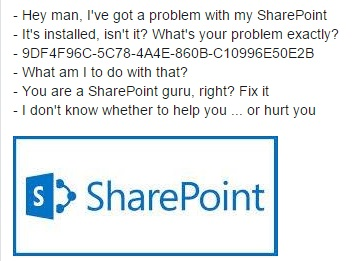 - Hey man, I've got a problem with my SharePoint
- It's installed, isn't it? What's your problem exactly?
- 9DF4F96C-5C78-4A4E-860B-C10996E50E2B
- What am I to do with that?
- You are a SharePoint guru, right? Fix it
- I don't know whether to help you ... or hurt you
S SharePoint